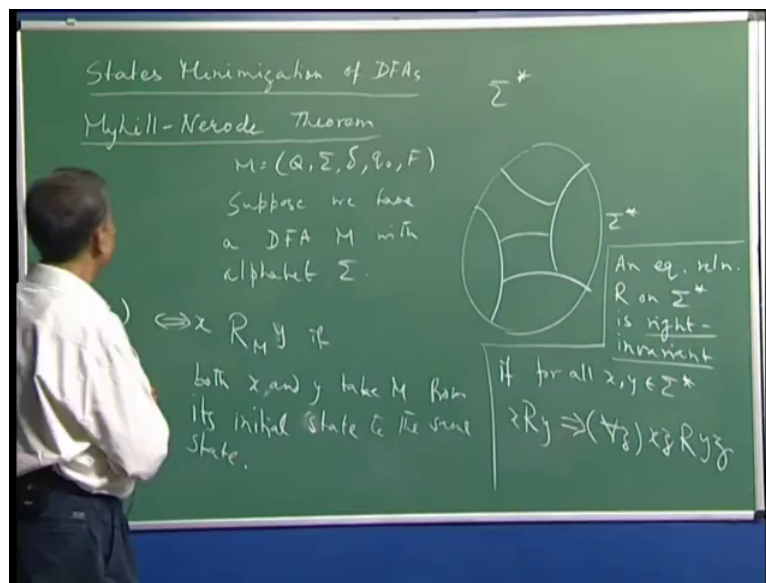 States Minimization of DFAs
Myhill-Nerode Theorem
M = (Q, Σ, δ, q₀, F)
Suppose we have
a DFA M with
alphabet Σ.
) ⇔ x R_M y if
both x and y take M from
its initial state to the same
state.
Σ*
Σ*
An eq. reln.
R on Σ*
is right-
invariant
if for all x, y ∈ Σ*
xRy ⇒ (∀z) xz R yz